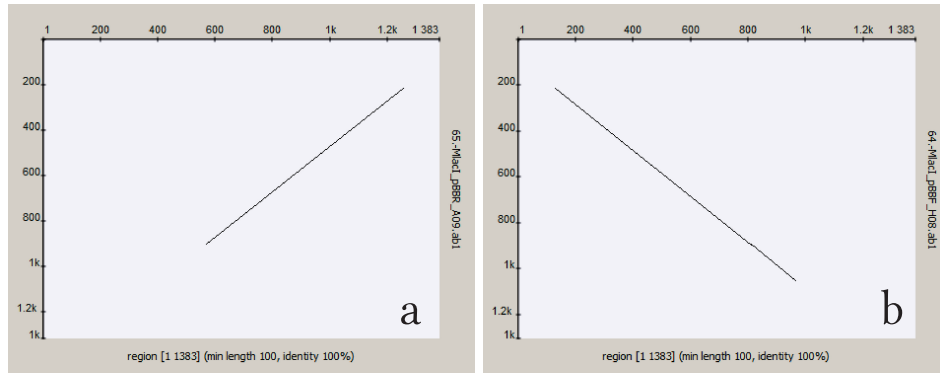 1 200 400 600 800 1k 1.2k 1 383
200
400
600
800
1k
1.2k
1k
65.-MlacI_pBBR_A09.ab1
a
region [1 1383] (min length 100, identity 100%)
1 200 400 600 800 1k 1.2k 1 383
200
400
600
800
1k
1.2k
1k
64.-MlacI_pBBF_H08.ab1
b
region [1 1383] (min length 100, identity 100%)